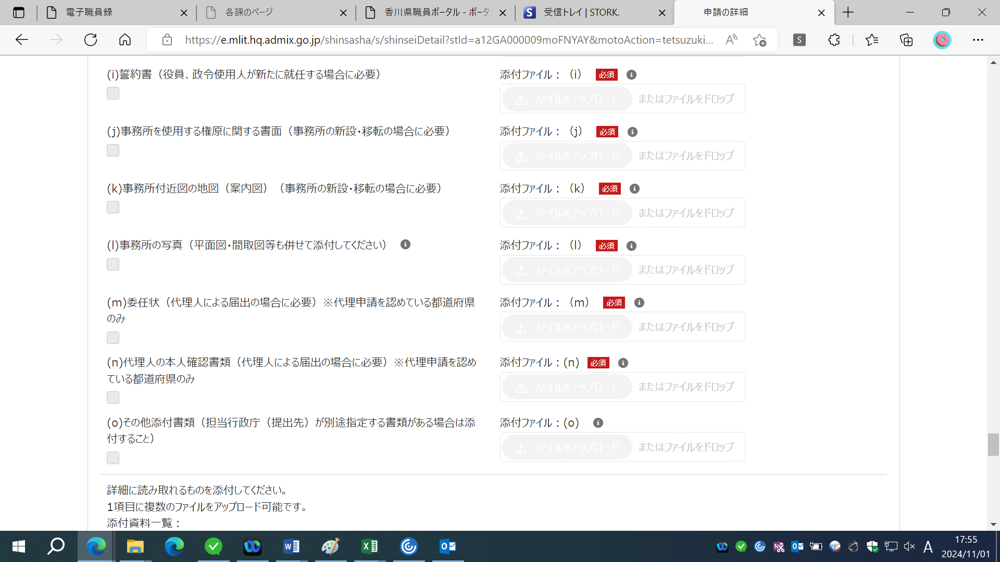 電子職員録
各課のページ
香川県職員ポータル - ポータ
S 受信トレイ | STORK.
申請の詳細
https://e.mlit.hq.admix.go.jp/shinsasha/s/shinseiDetail?stId=a12GA000009moFNYAY&motoAction=tetsuzuki...
S
(i)誓約書（役員、政令使用人が新たに就任する場合に必要）
添付ファイル：（i） 必須
ファイルをアップロード またはファイルをドロップ
(j)事務所を使用する権原に関する書面（事務所の新設・移転の場合に必要）
添付ファイル：（j） 必須
ファイルをアップロード またはファイルをドロップ
(k)事務所付近図の地図（案内図）（事務所の新設・移転の場合に必要）
添付ファイル：（k） 必須
ファイルをアップロード またはファイルをドロップ
(l)事務所の写真（平面図・間取図等も併せて添付してください）
添付ファイル：（l） 必須
ファイルをアップロード またはファイルをドロップ
(m)委任状（代理人による届出の場合に必要）※代理申請を認めている都道府県
のみ
添付ファイル：（m） 必須
ファイルをアップロード またはファイルをドロップ
(n)代理人の本人確認書類（代理人による届出の場合に必要）※代理申請を認め
ている都道府県のみ
添付ファイル：(n) 必須
ファイルをアップロード またはファイルをドロップ
(o)その他添付書類（担当行政庁（提出先）が別途指定する書類がある場合は添
付すること）
添付ファイル：(o)
ファイルをアップロード またはファイルをドロップ
詳細に読み取れるものを添付してください。
1項目に複数のファイルをアップロード可能です。
添付資料一覧：
A
17:55
2024/11/01